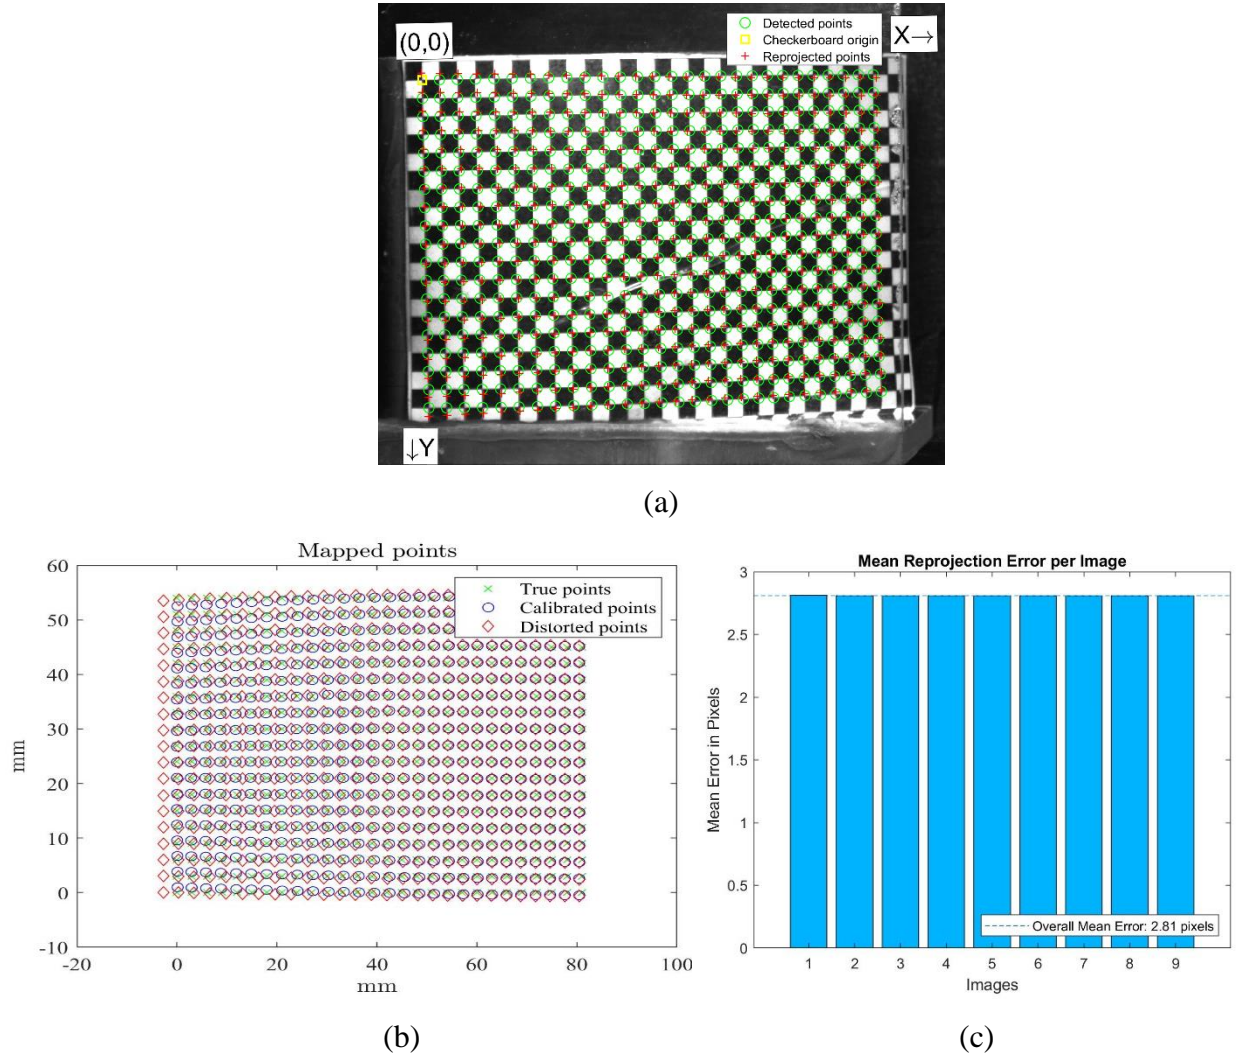 (0,0)
Detected points
Checkerboard origin
Reprojected points
X→
↓Y
(a)
Mapped points
True points
Calibrated points
Distorted points
60
50
40
30
20
10
0
-10
mm
-20 0 20 40 60 80 100
mm
(b)
Mean Reprojection Error per Image
3
2.5
2
1.5
1
0.5
0
Mean Error in Pixels
Overall Mean Error: 2.81 pixels
1 2 3 4 5 6 7 8 9
Images
(c)